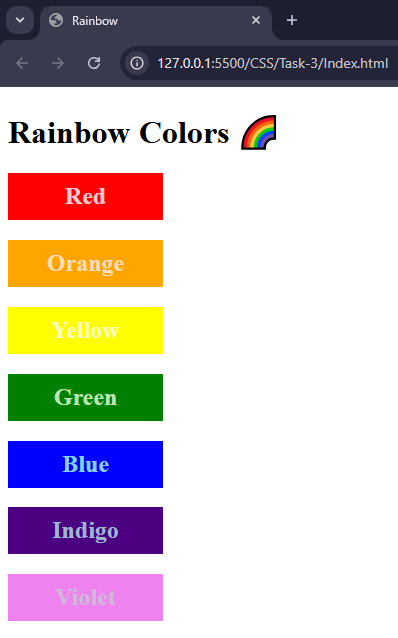 Rainbow
127.0.0.1:5500/CSS/Task-3/Index.html
Rainbow Colors 🌈
Red
Orange
Yellow
Green
Blue
Indigo
Violet